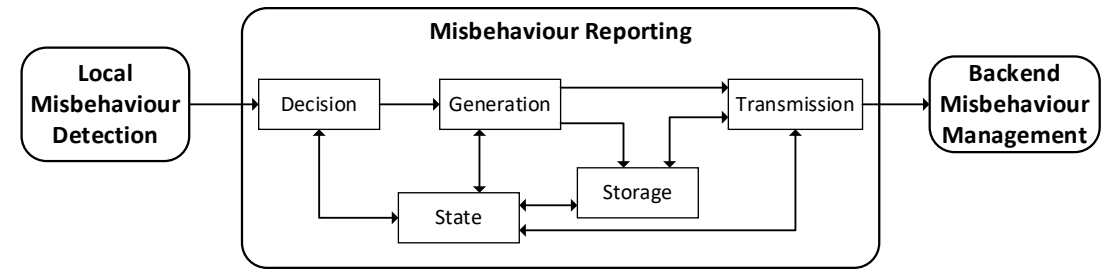 Misbehaviour Reporting
Local
Misbehaviour
Detection
Decision
Generation
Transmission
Backend
Misbehaviour
Management
Storage
State